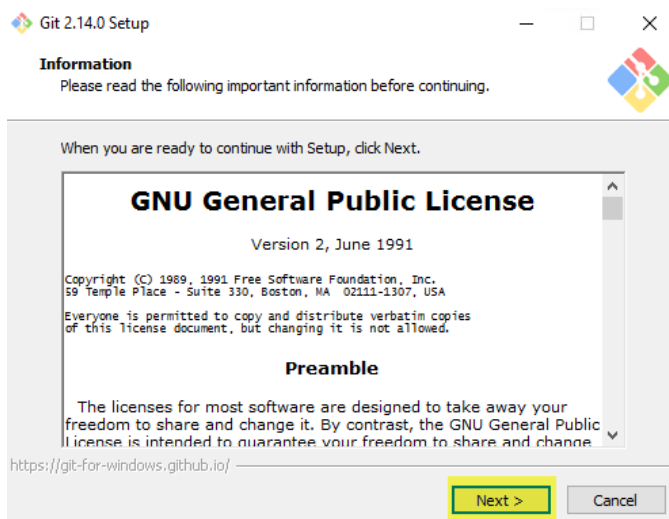 Git 2.14.0 Setup
Information
Please read the following important information before continuing.
When you are ready to continue with Setup, click Next.
GNU General Public License
Version 2, June 1991
Copyright (C) 1989, 1991 Free Software Foundation, Inc.
59 Temple Place - Suite 330, Boston, MA  02111-1307, USA
Everyone is permitted to copy and distribute verbatim copies
of this license document, but changing it is not allowed.
Preamble
The licenses for most software are designed to take away your
freedom to share and change it. By contrast, the GNU General Public
License is intended to guarantee your freedom to share and change
https://git-for-windows.github.io/
Next >
Cancel